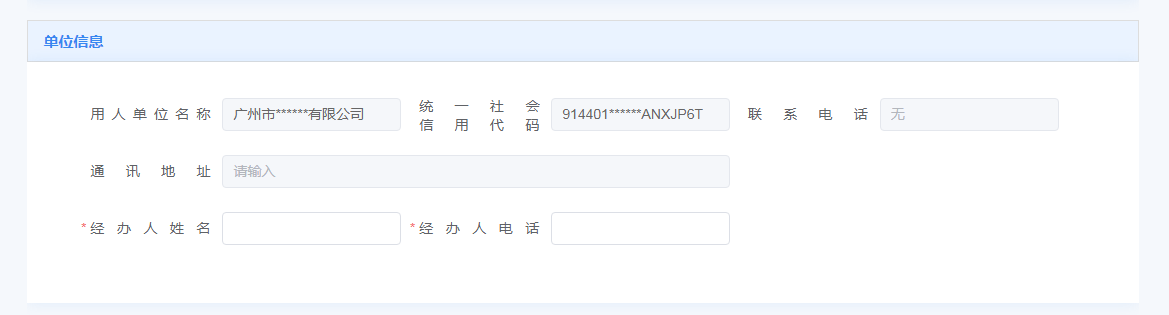 单位信息
用人单位名称 广州市******有限公司 统一社会信用代码 914401******ANXJP6T 联系电话 无
通讯地址 请输入
*经办人姓名 *经办人电话